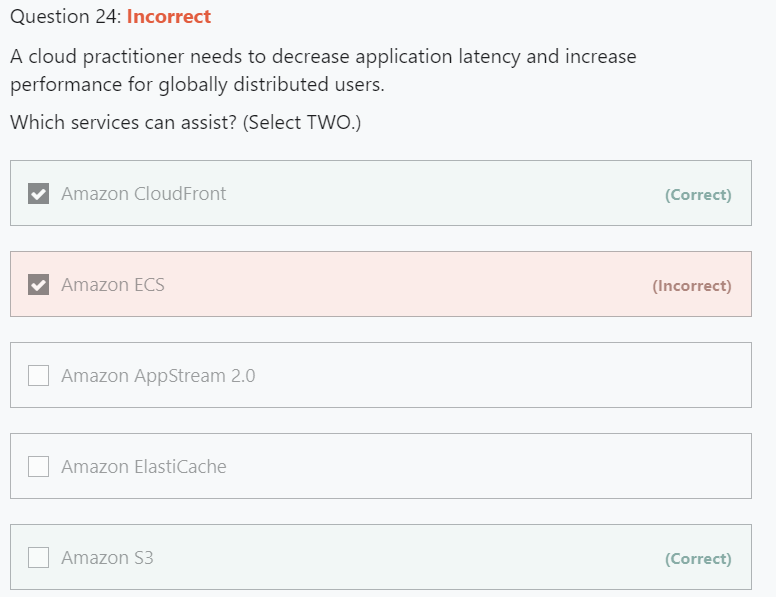 Question 24: Incorrect
A cloud practitioner needs to decrease application latency and increase
performance for globally distributed users.
Which services can assist? (Select TWO.)
Amazon CloudFront (Correct)
Amazon ECS (Incorrect)
Amazon AppStream 2.0
Amazon ElastiCache
Amazon S3 (Correct)